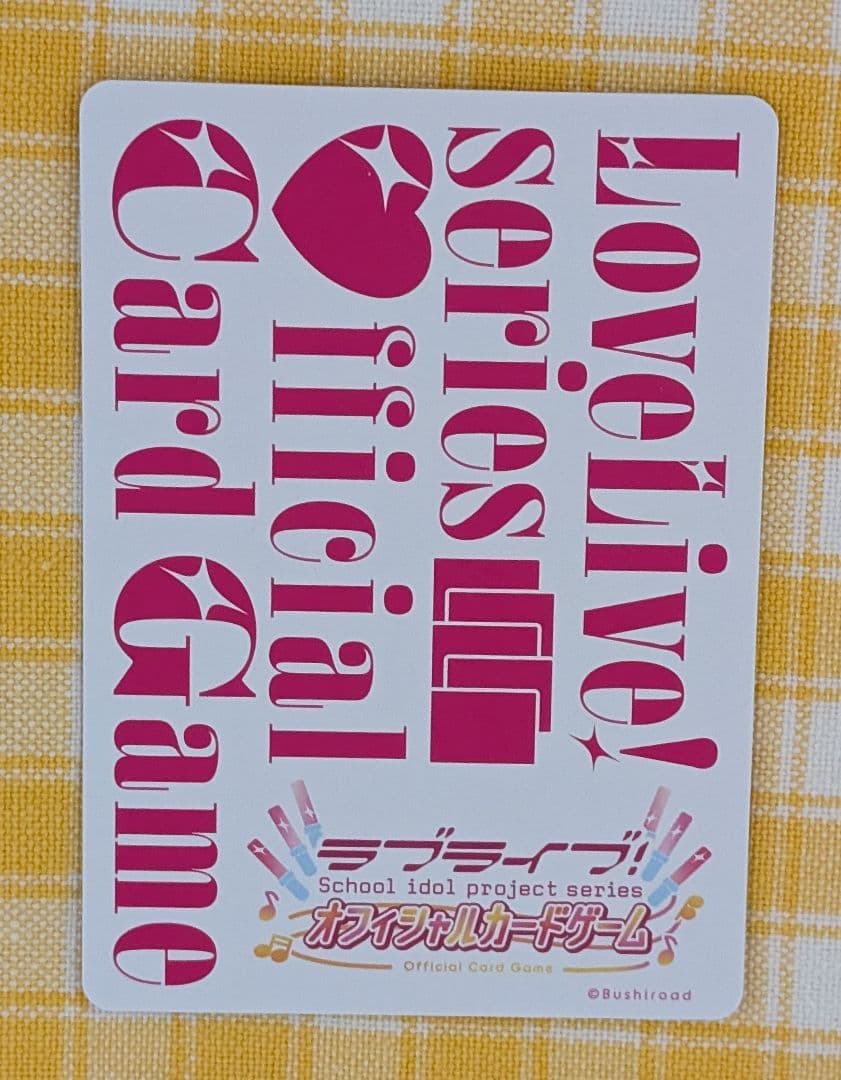 LoveLive!
series
Official
Card Game
ラブライブ!
School idol project series
オフィシャルカードゲーム
Official Card Game
©Bushiroad